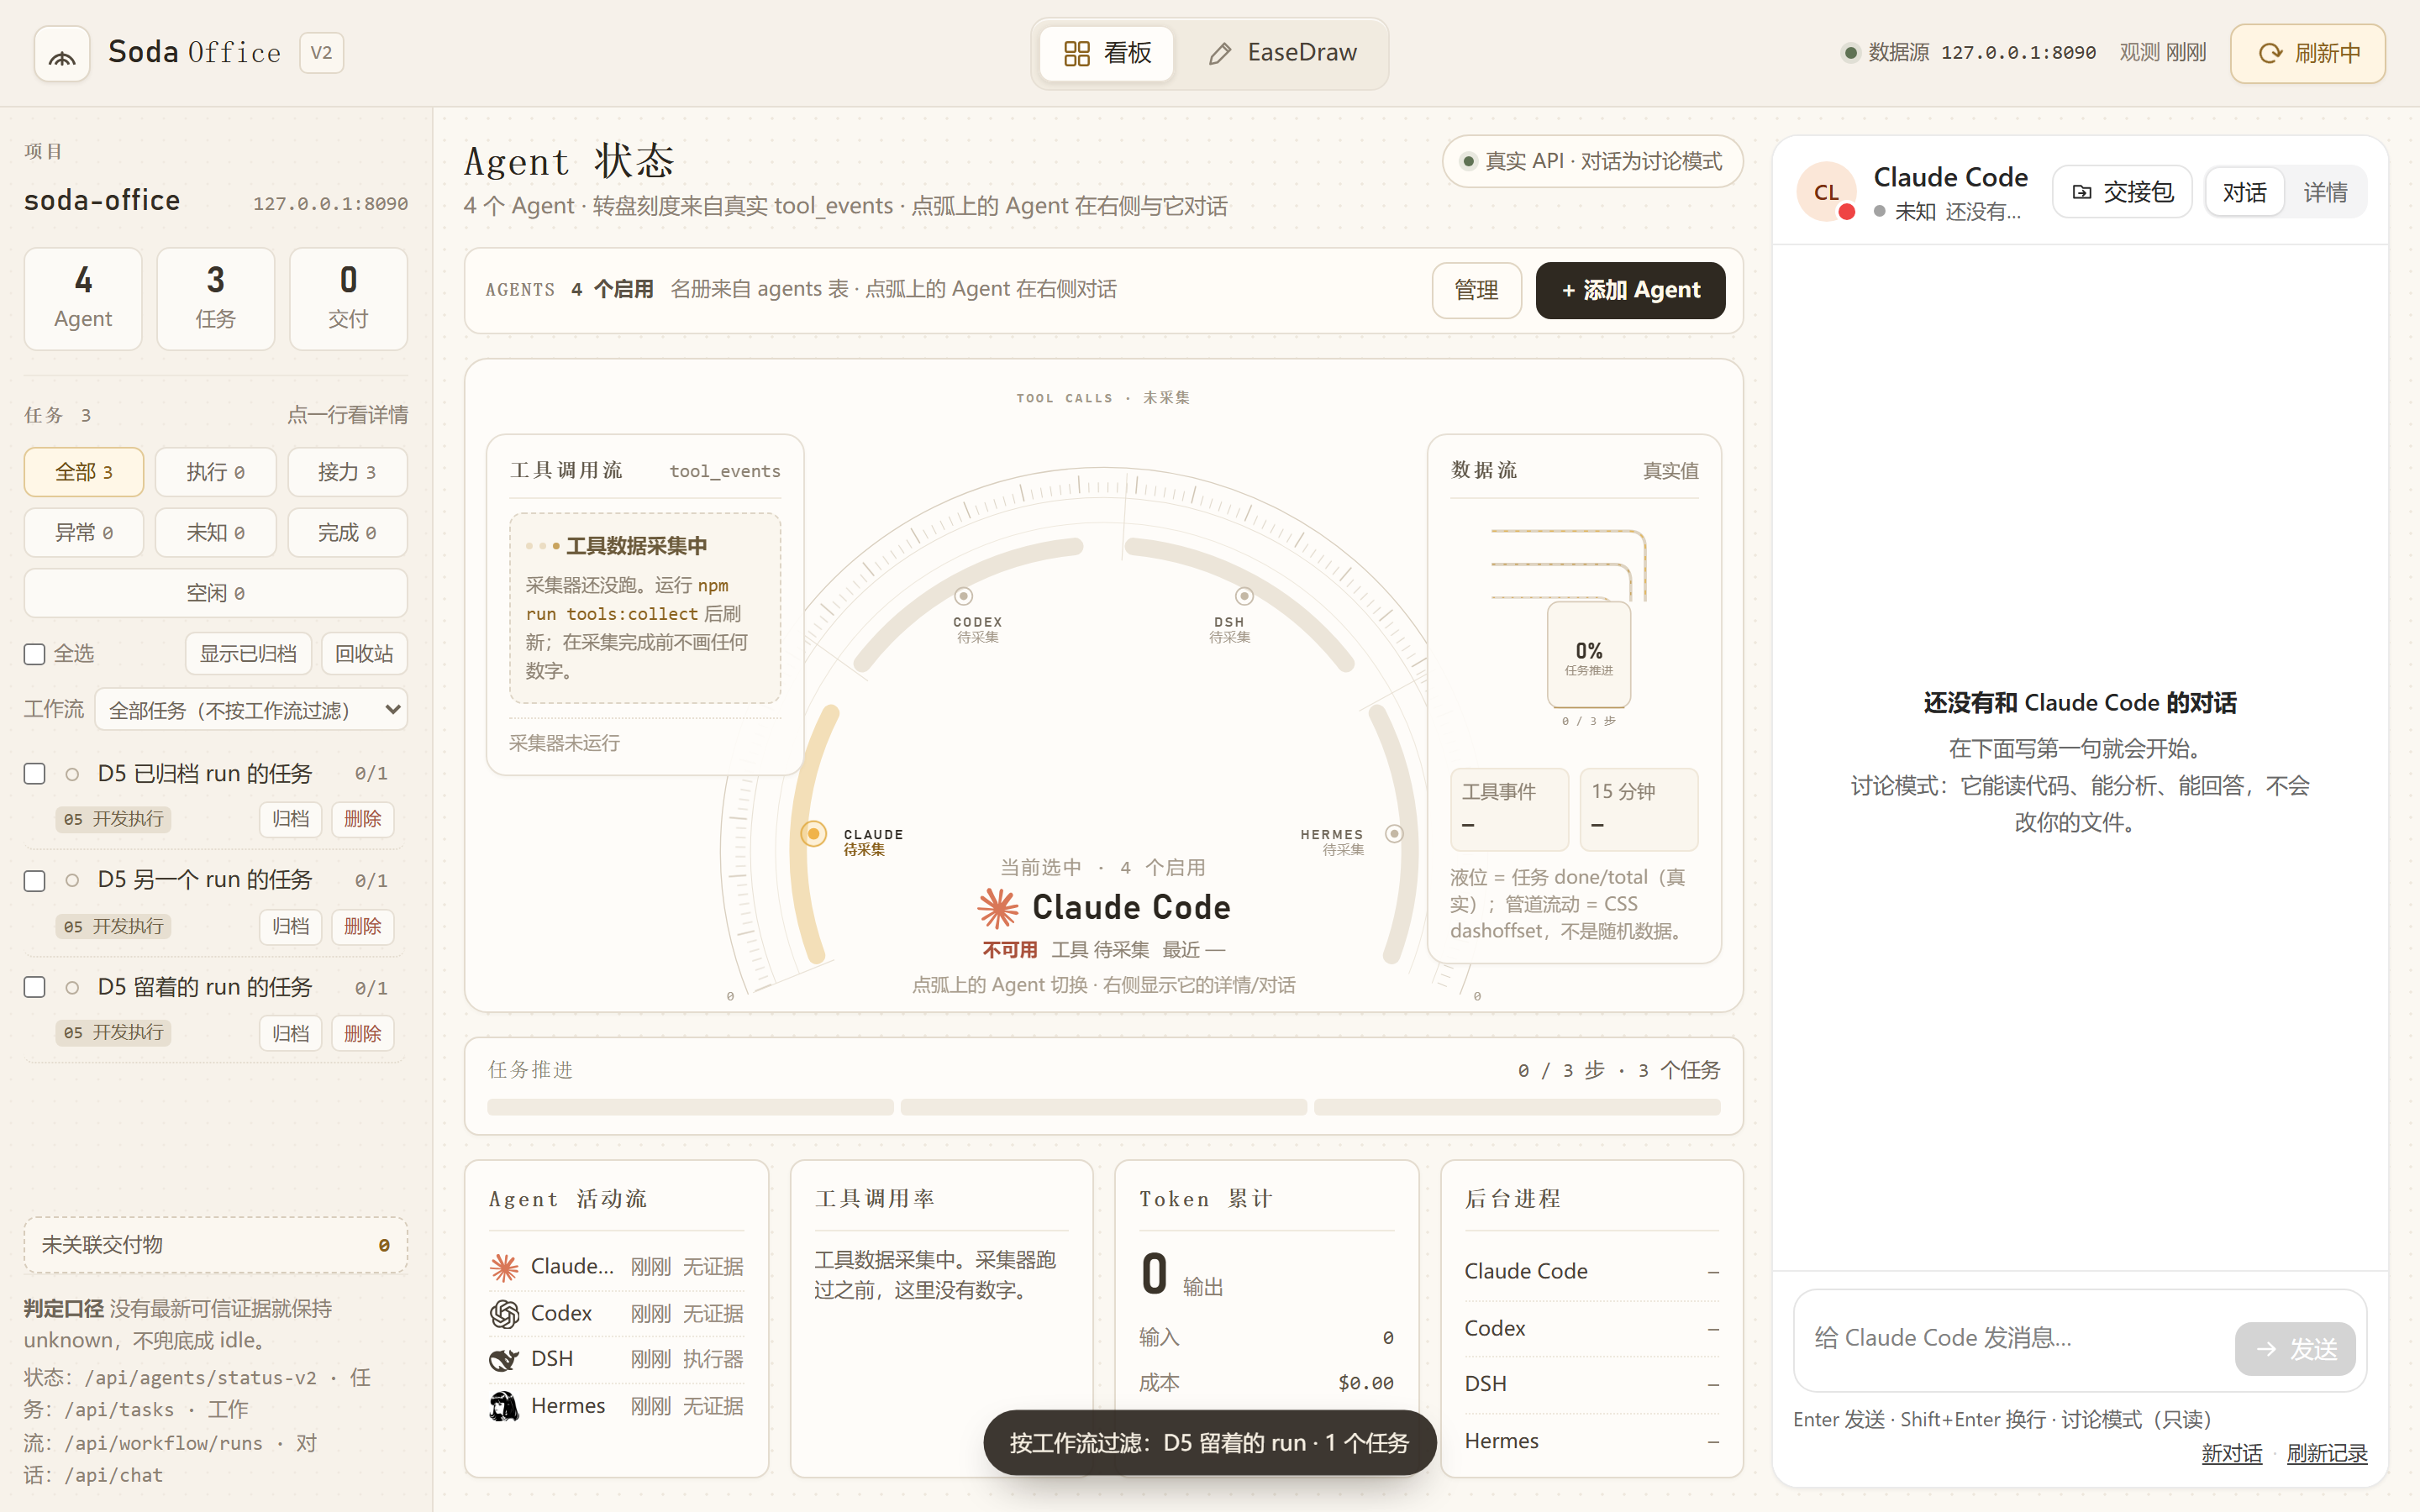 Soda Office V2
看板
EaseDraw
数据源 127.0.0.1:8090 观测 刚刚
刷新中
项目
soda-office 127.0.0.1:8090
4 Agent
3 任务
0 交付
任务 3 点一行看详情
全部 3
执行 0
接力 3
异常 0
未知 0
完成 0
空闲 0
全选
显示已归档
回收站
工作流 全部任务（不按工作流过滤）
D5 已归档 run 的任务 0/1
05 开发执行 归档 删除
D5 另一个 run 的任务 0/1
05 开发执行 归档 删除
D5 留着的 run 的任务 0/1
05 开发执行 归档 删除
未关联交付物 0
判定口径 没有最新可信证据就保持
unknown，不兜底成 idle。
状态：/api/agents/status-v2 · 任
务：/api/tasks · 工作
流：/api/workflow/runs · 对
话：/api/chat
Agent 状态
真实 API · 对话为讨论模式
4 个 Agent · 转盘刻度来自真实 tool_events · 点弧上的 Agent 在右侧与它对话
AGENTS 4 个启用 名册来自 agents 表 · 点弧上的 Agent 在右侧对话
管理
+ 添加 Agent
TOOL CALLS · 未采集
工具调用流 tool_events
工具数据采集中
采集器还没跑。运行 npm
run tools:collect 后刷
新；在采集完成前不画任何
数字。
采集器未运行
CODEX
待采集
DSH
待采集
CLAUDE
待采集
HERMES
待采集
当前选中 · 4 个启用
Claude Code
不可用 工具 待采集 最近 —
点弧上的 Agent 切换 · 右侧显示它的详情/对话
0
0
数据流 真实值
0%
任务推进
0 / 3 步
工具事件
–
15 分钟
–
液位 = 任务 done/total（真
实）；管道流动 = CSS
dashoffset，不是随机数据。
任务推进 0 / 3 步 · 3 个任务
Agent 活动流
Claude... 刚刚 无证据
Codex 刚刚 无证据
DSH 刚刚 执行器
Hermes 刚刚 无证据
工具调用率
工具数据采集中。采集器跑
过之前，这里没有数字。
Token 累计
0 输出
输入 0
成本 $0.00
后台进程
Claude Code –
Codex –
DSH –
Hermes –
按工作流过滤：D5 留着的 run · 1 个任务
CL
Claude Code
未知 还没有...
交接包
对话
详情
还没有和 Claude Code 的对话
在下面写第一句就会开始。
讨论模式：它能读代码、能分析、能回答，不会
改你的文件。
给 Claude Code 发消息...
发送
Enter 发送 · Shift+Enter 换行 · 讨论模式（只读）
新对话 · 刷新记录